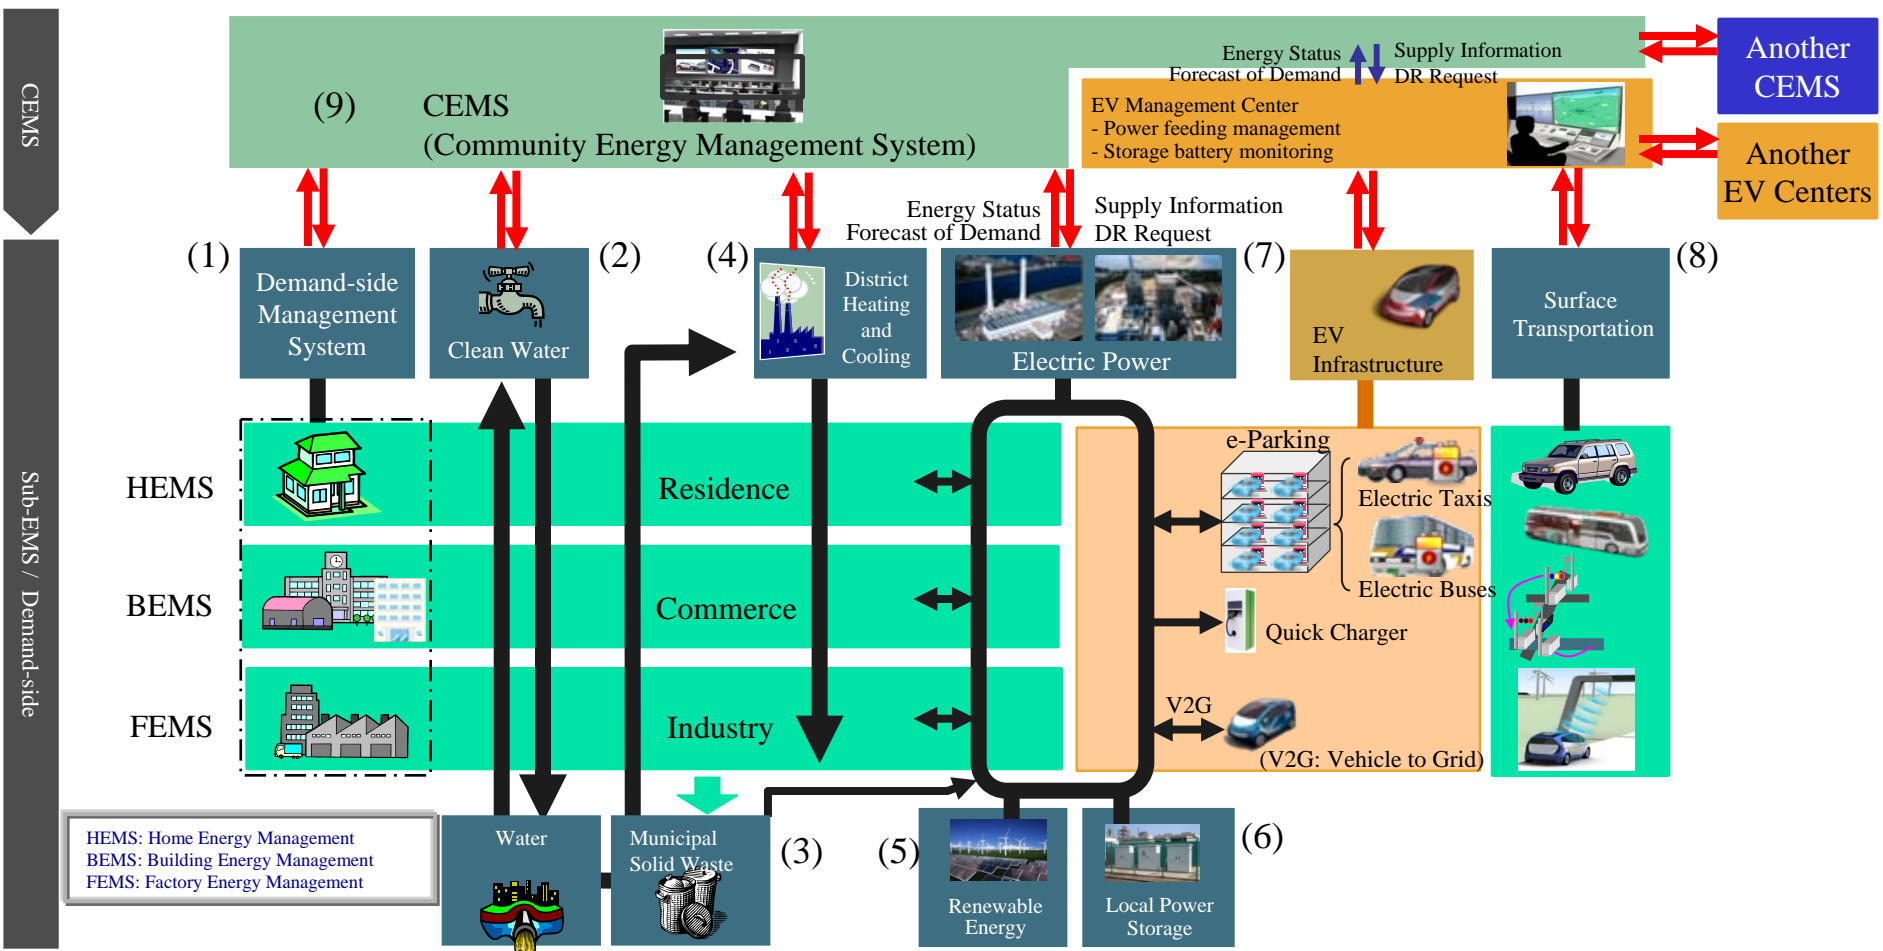 CEMS
Sub-EMS / Demand-side
(9)
CEMS
(Community Energy Management System)
Energy Status
Forecast of Demand
Supply Information
DR Request
EV Management Center
- Power feeding management
- Storage battery monitoring
Another
CEMS
Another
EV Centers
Energy Status
Forecast of Demand
Supply Information
DR Request
(1)
Demand-side
Management
System
(2)
Clean Water
(4)
District
Heating
and
Cooling
Electric Power
(7)
EV
Infrastructure
(8)
Surface
Transportation
HEMS
Residence
BEMS
Commerce
FEMS
Industry
e-Parking
Electric Taxis
Electric Buses
Quick Charger
V2G
(V2G: Vehicle to Grid)
HEMS: Home Energy Management
BEMS: Building Energy Management
FEMS: Factory Energy Management
Water
Municipal
Solid Waste
(3)
(5)
Renewable
Energy
(6)
Local Power
Storage